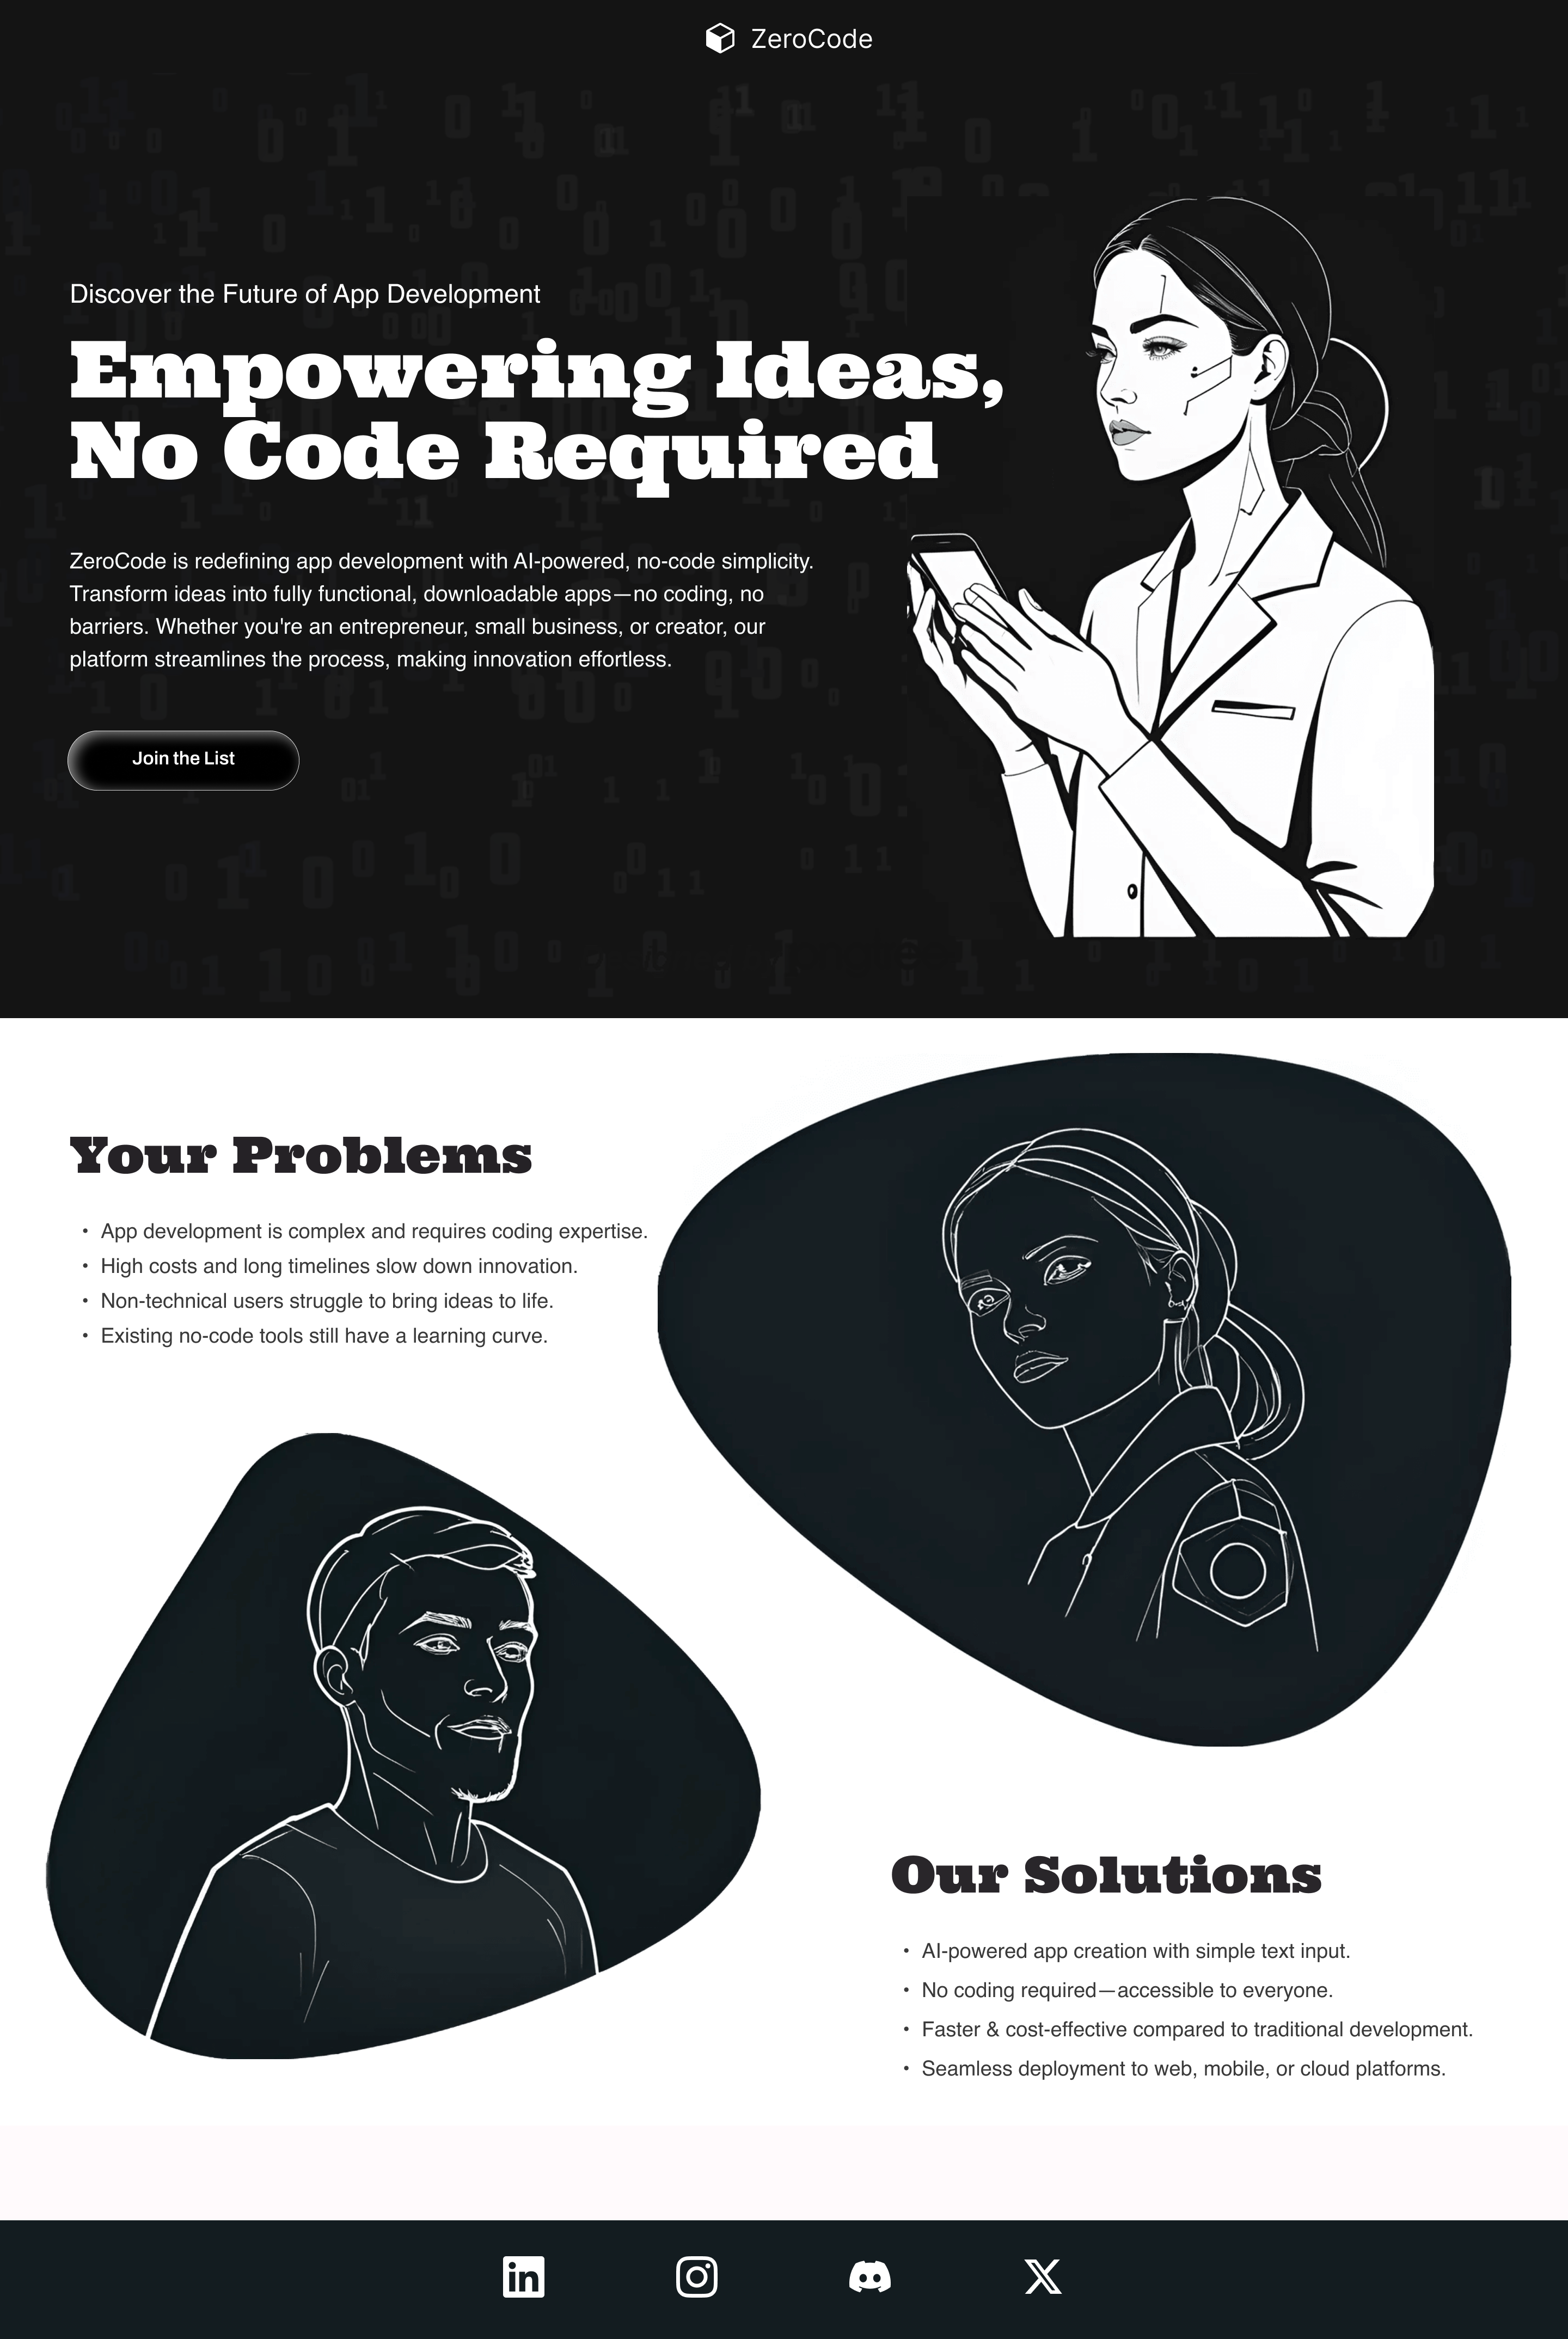 ZeroCode
Discover the Future of App Development
Empowering Ideas,
No Code Required
ZeroCode is redefining app development with AI-powered, no-code simplicity.
Transform ideas into fully functional, downloadable apps—no coding, no
barriers. Whether you're an entrepreneur, small business, or creator, our
platform streamlines the process, making innovation effortless.
Join the List
Your Problems
• App development is complex and requires coding expertise.
• High costs and long timelines slow down innovation.
• Non-technical users struggle to bring ideas to life.
• Existing no-code tools still have a learning curve.
Our Solutions
• AI-powered app creation with simple text input.
• No coding required—accessible to everyone.
• Faster & cost-effective compared to traditional development.
• Seamless deployment to web, mobile, or cloud platforms.
in